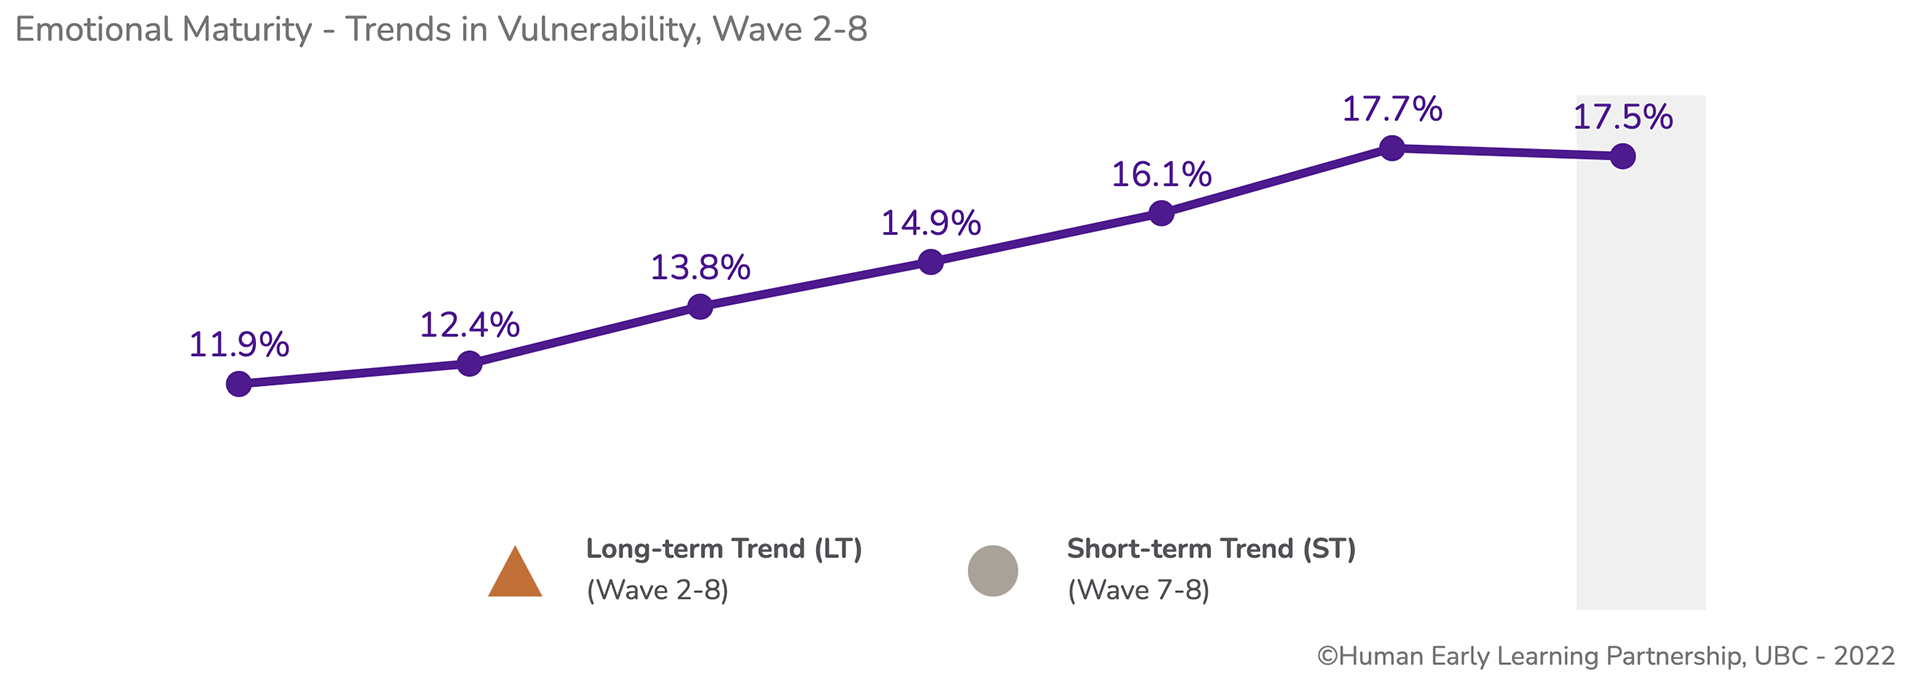 Emotional Maturity - Trends in Vulnerability, Wave 2-8
11.9%
12.4%
13.8%
14.9%
16.1%
17.7%
17.5%
Long-term Trend (LT)
(Wave 2-8)
Short-term Trend (ST)
(Wave 7-8)
©Human Early Learning Partnership, UBC - 2022